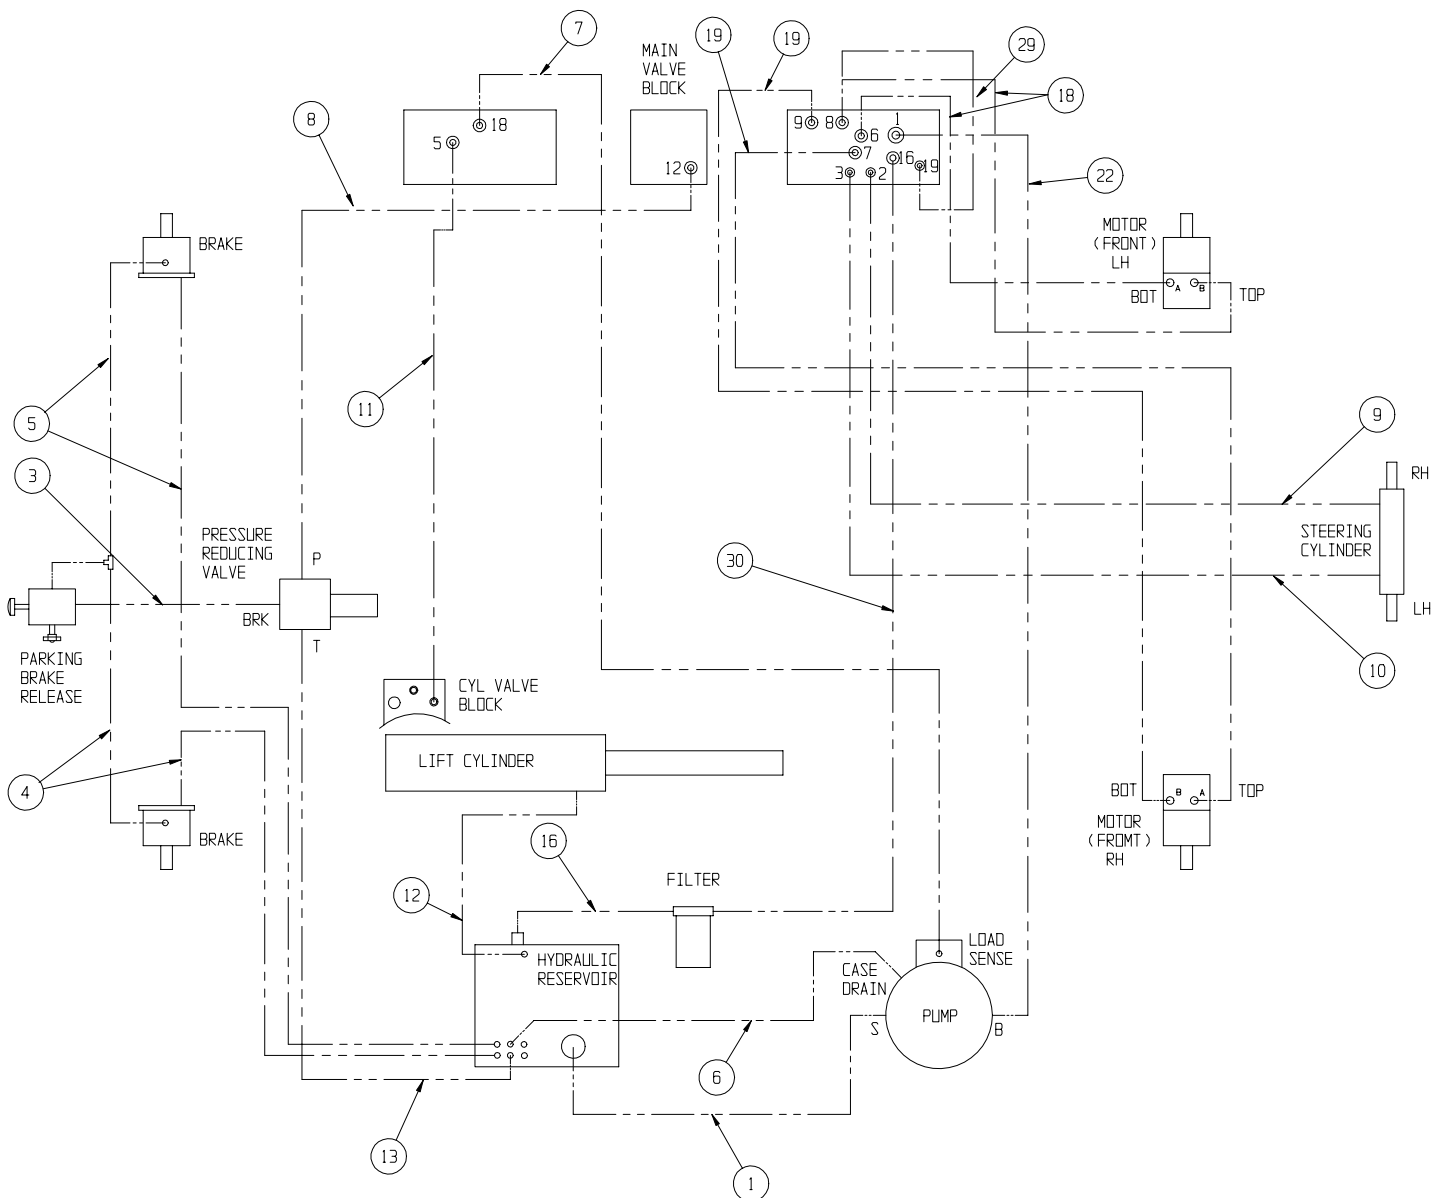 7
19
19
29
MAIN
VALVE
BLOCK
18
8
18
5
12
9
8
6
1
7
16
19
3
2
22
BRAKE
MOTOR
(FRONT)
LH
BOT
A
B
TOP
11
5
9
3
RH
PRESSURE
REDUCING
VALVE
P
STEERING
CYLINDER
30
BRK
T
LH
PARKING
BRAKE
RELEASE
10
CYL VALVE
BLOCK
LIFT CYLINDER
4
BOT
B
A
TOP
MOTOR
(FROMT)
RH
BRAKE
16
FILTER
12
HYDRAULIC
RESERVOIR
LOAD
SENSE
CASE
DRAIN
S
PUMP
B
6
13
1